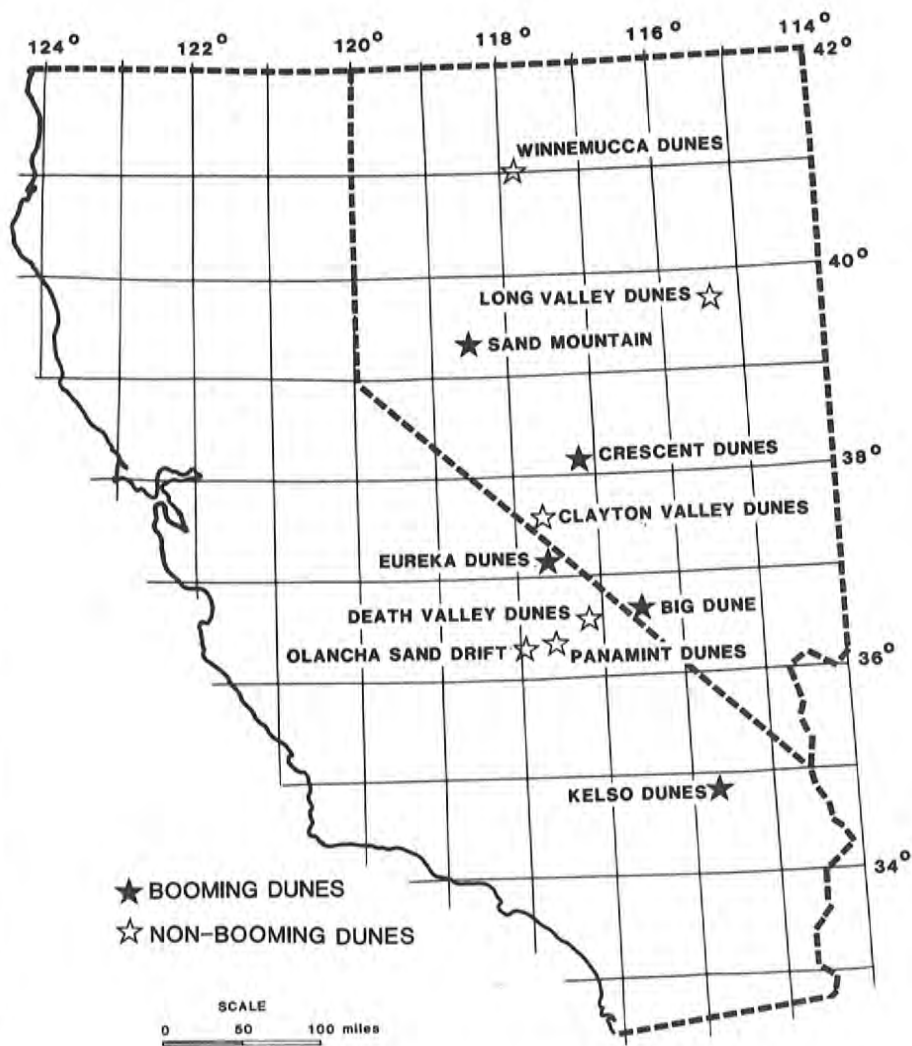 124° 122° 120° 118° 116° 114°
42°
WINNEMUCCA DUNES
40°
LONG VALLEY DUNES
SAND MOUNTAIN
CRESCENT DUNES
38°
CLAYTON VALLEY DUNES
EUREKA DUNES
BIG DUNE
DEATH VALLEY DUNES
OLANCHA SAND DRIFT
PANAMINT DUNES
36°
KELSO DUNES
34°
BOOMING DUNES
NON-BOOMING DUNES
SCALE
0 50 100 miles